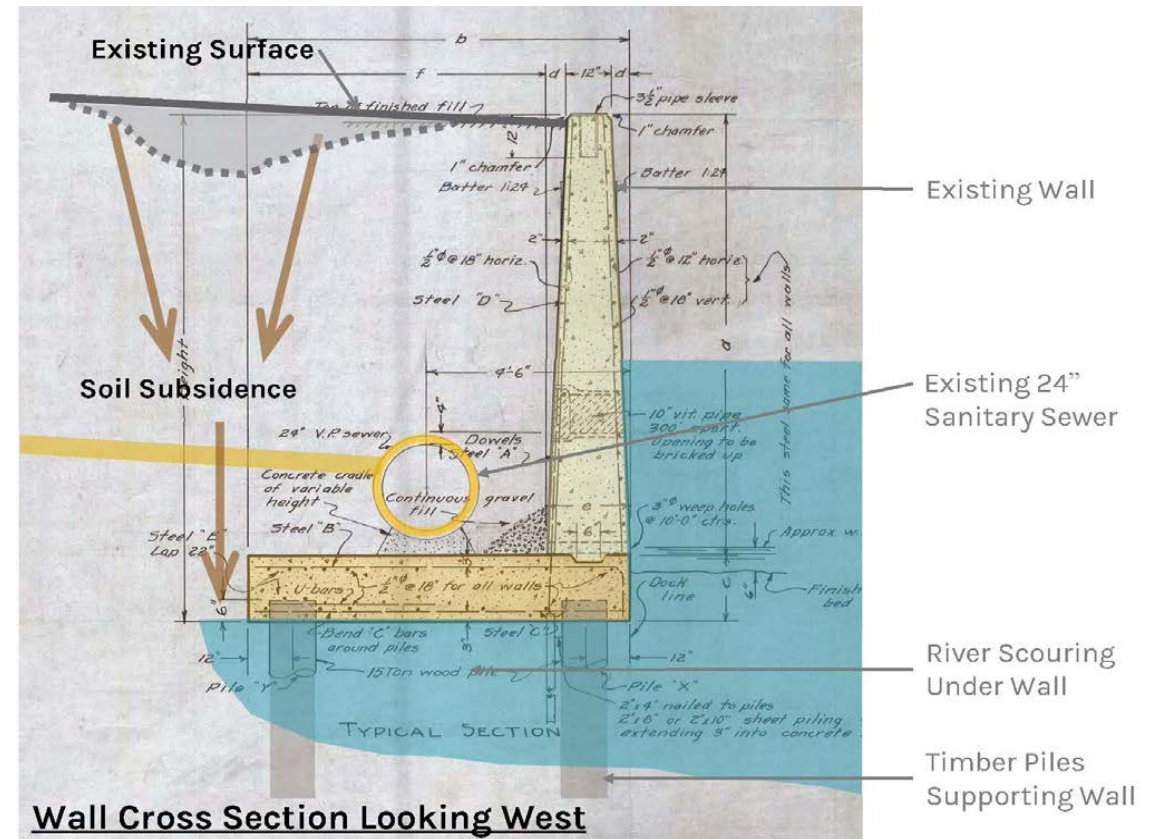 b
Existing Surface
f
d
12"
d
Top of finished fill
3½" pipe sleeve
1" chamfer
12"
1" chamfer
Batter 1:24
Batter 1:24
Existing Wall
2"
2"
½"ϕ@18" horiz.
½"ϕ@12" horiz.
Steel "D"
½"ϕ@18" vert.
This steel same for all walls
a
4'-6"
Soil Subsidence
Existing 24"
Sanitary Sewer
4"
10" vit. pipe
300' apart.
Opening to be
bricked up
24" V.P. sewer
Dowels
Steel "A"
Concrete cradle
of variable
height
Continuous gravel
fill
e
3"ϕ weep holes
@ 10'-0" ctrs.
Steel "B"
6"
Steel "E"
Lap 22"
3"
Approx. w.
U-bars
½"ϕ@18" for all walls
Dock
line
c
6"
Finish
bed
6"
Bend "C" bars
around piles
Steel "C"
3"
12"
12"
15 Ton wood pile
Pile "Y"
Pile "X"
2"x4" nailed to piles
2"x8" or 2"x10" sheet piling
extending 3" into concrete
River Scouring
Under Wall
TYPICAL SECTION
Timber Piles
Supporting Wall
Wall Cross Section Looking West